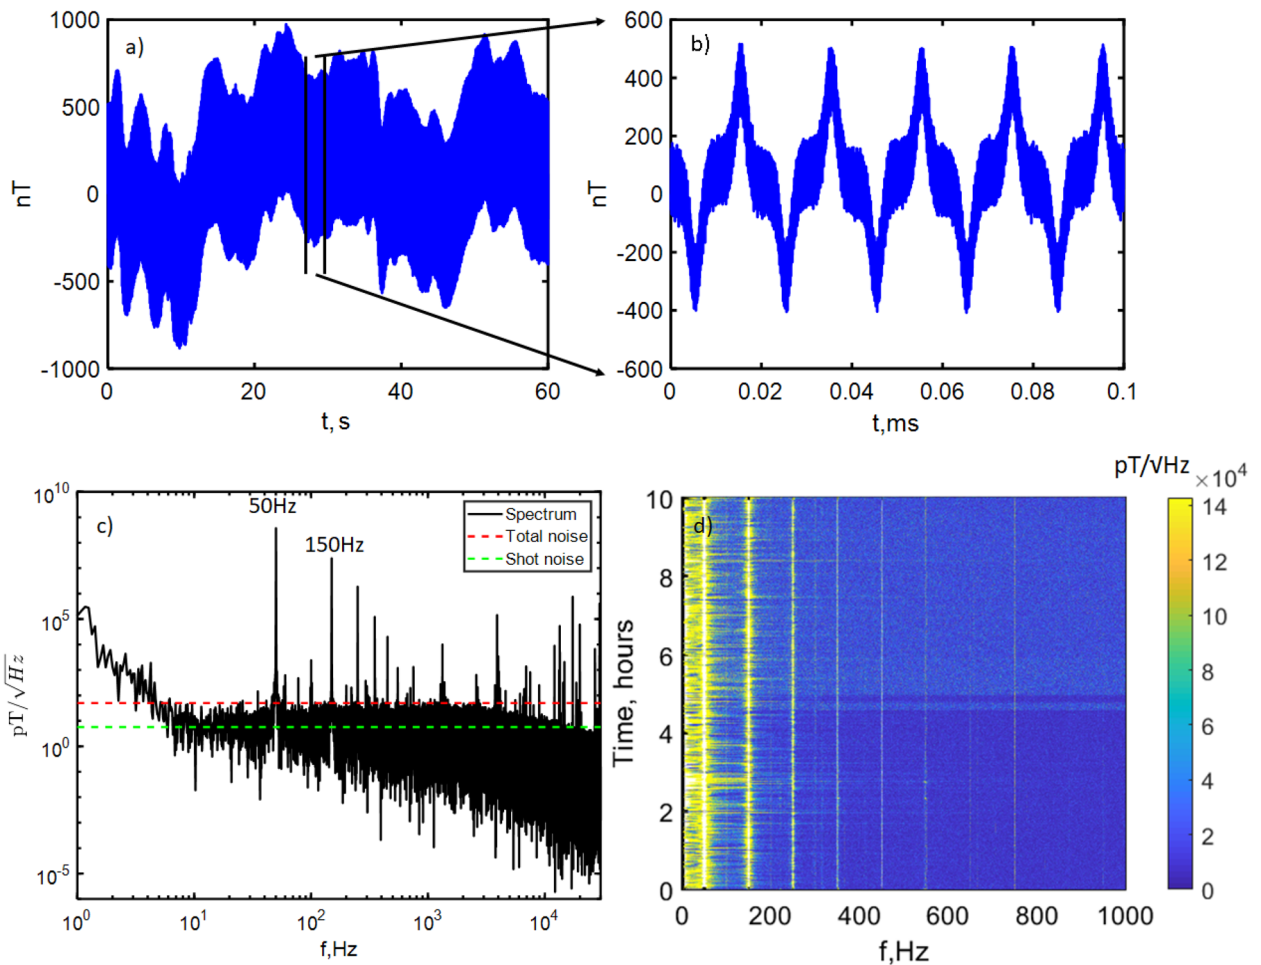 a)
1000
500
0
-500
-1000
nT
0
20
40
60
t, s
b)
600
400
200
0
-200
-400
-600
nT
0
0.02
0.04
0.06
0.08
0.1
t,ms
c)
50Hz
150Hz
Spectrum
Total noise
Shot noise
10^10
10^5
10^0
10^-5
pT/√Hz
10^0
10^1
10^2
10^3
10^4
f,Hz
d)
10
8
6
4
2
0
Time, hours
0
200
400
600
800
1000
f,Hz
pT/√Hz
×10^4
14
12
10
8
6
4
2
0